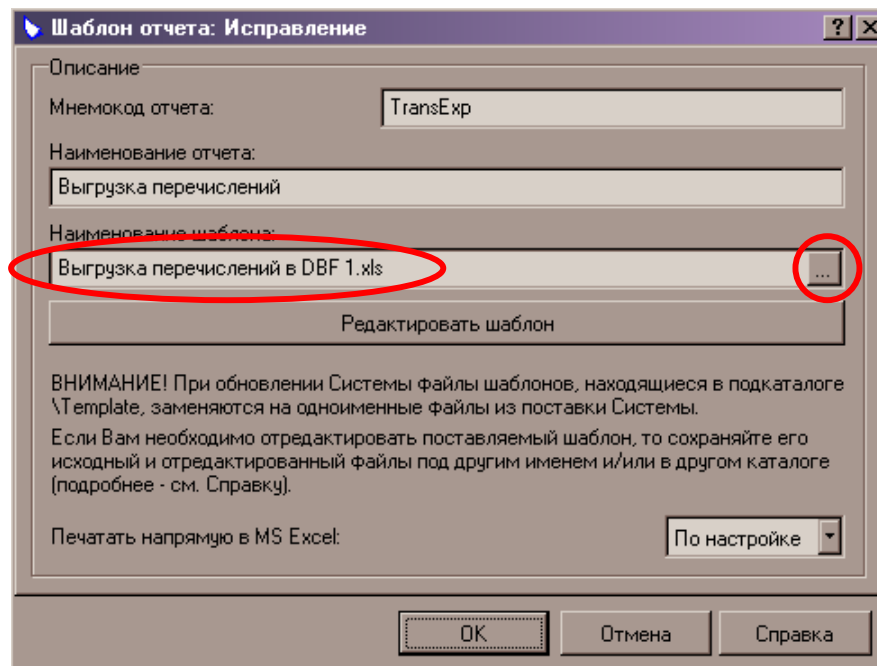 Шаблон отчета: Исправление
Описание
Мнемокод отчета: TransExp
Наименование отчета:
Выгрузка перечислений
Наименование шаблона:
Выгрузка перечислений в DBF 1.xls ...
Редактировать шаблон
ВНИМАНИЕ! При обновлении Системы файлы шаблонов, находящиеся в подкаталоге
\Template, заменяются на одноименные файлы из поставки Системы.
Если Вам необходимо отредактировать поставляемый шаблон, то сохраняйте его
исходный и отредактированный файлы под другим именем и/или в другом каталоге
(подробнее - см. Справку).
Печатать напрямую в MS Excel: По настройке
OK Отмена Справка